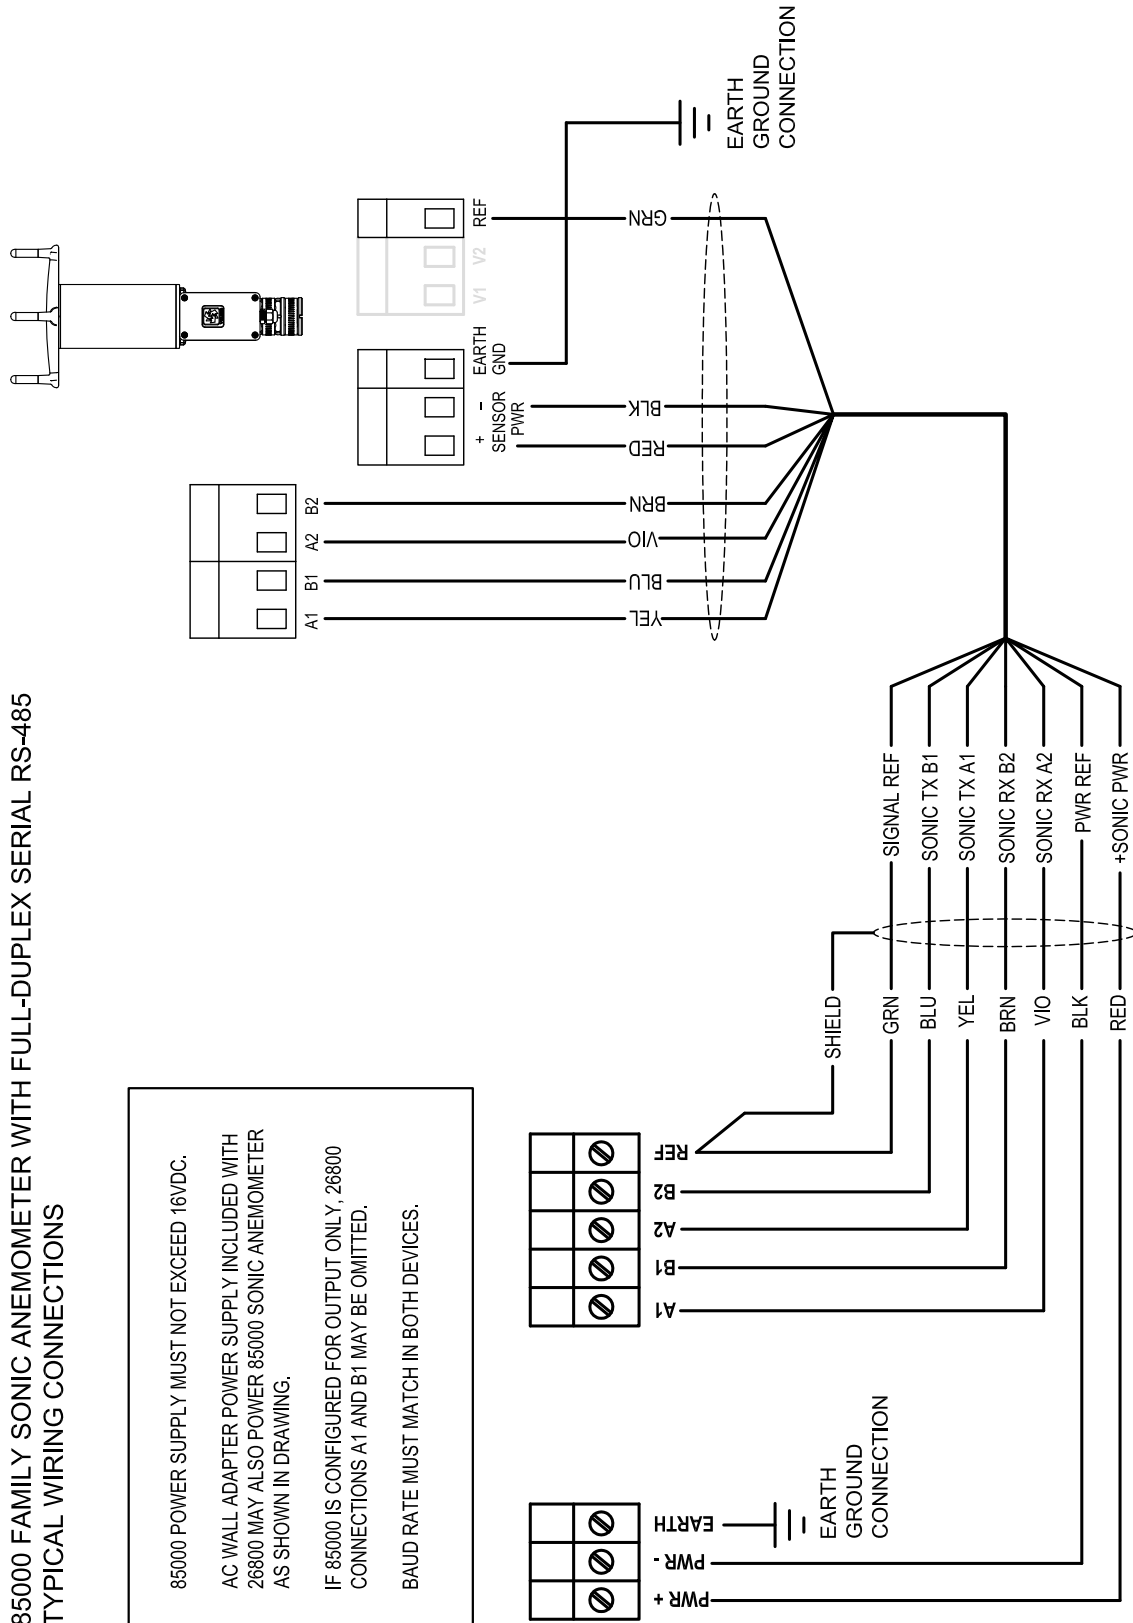 85000 FAMILY SONIC ANEMOMETER WITH FULL-DUPLEX SERIAL RS-485
TYPICAL WIRING CONNECTIONS
85000 POWER SUPPLY MUST NOT EXCEED 16VDC.
AC WALL ADAPTER POWER SUPPLY INCLUDED WITH
26800 MAY ALSO POWER 85000 SONIC ANEMOMETER
AS SHOWN IN DRAWING.
IF 85000 IS CONFIGURED FOR OUTPUT ONLY, 26800
CONNECTIONS A1 AND B1 MAY BE OMITTED.
BAUD RATE MUST MATCH IN BOTH DEVICES.
A1
B1
A2
B2
+
-
SENSOR
PWR
EARTH
GND
V1
V2
REF
YEL
BLU
VIO
BRN
RED
BLK
GRN
EARTH
GROUND
CONNECTION
PWR +
PWR -
EARTH
EARTH
GROUND
CONNECTION
A1
B1
A2
B2
REF
SHIELD
GRN
SIGNAL REF
BLU
SONIC TX B1
YEL
SONIC TX A1
BRN
SONIC RX B2
VIO
SONIC RX A2
BLK
PWR REF
RED
+SONIC PWR